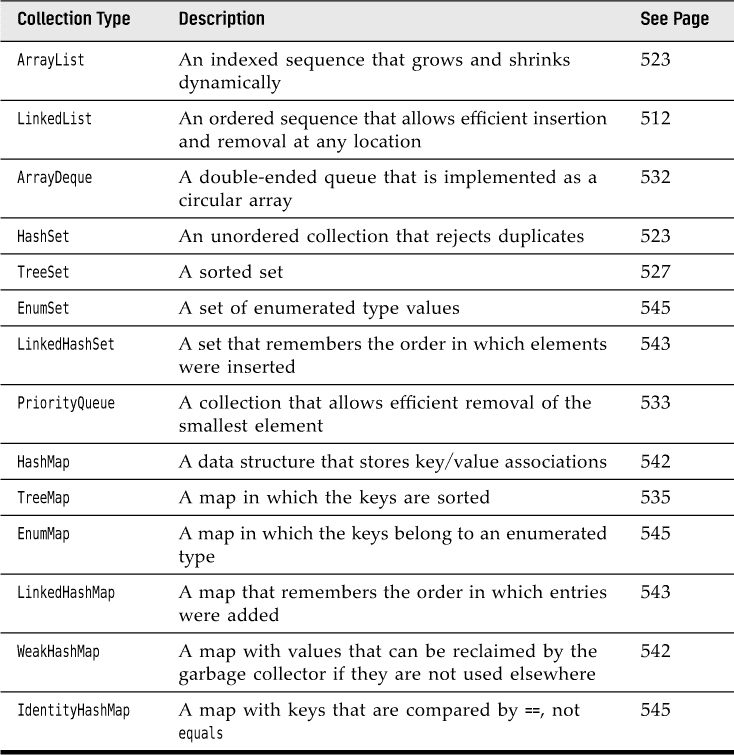 Collection Type Description See Page
ArrayList An indexed sequence that grows and shrinks 523
dynamically
LinkedList An ordered sequence that allows efficient insertion 512
and removal at any location
ArrayDeque A double-ended queue that is implemented as a 532
circular array
HashSet An unordered collection that rejects duplicates 523
TreeSet A sorted set 527
EnumSet A set of enumerated type values 545
LinkedHashSet A set that remembers the order in which elements 543
were inserted
PriorityQueue A collection that allows efficient removal of the 533
smallest element
HashMap A data structure that stores key/value associations 542
TreeMap A map in which the keys are sorted 535
EnumMap A map in which the keys belong to an enumerated 545
type
LinkedHashMap A map that remembers the order in which entries 543
were added
WeakHashMap A map with values that can be reclaimed by the 542
garbage collector if they are not used elsewhere
IdentityHashMap A map with keys that are compared by ==, not 545
equals